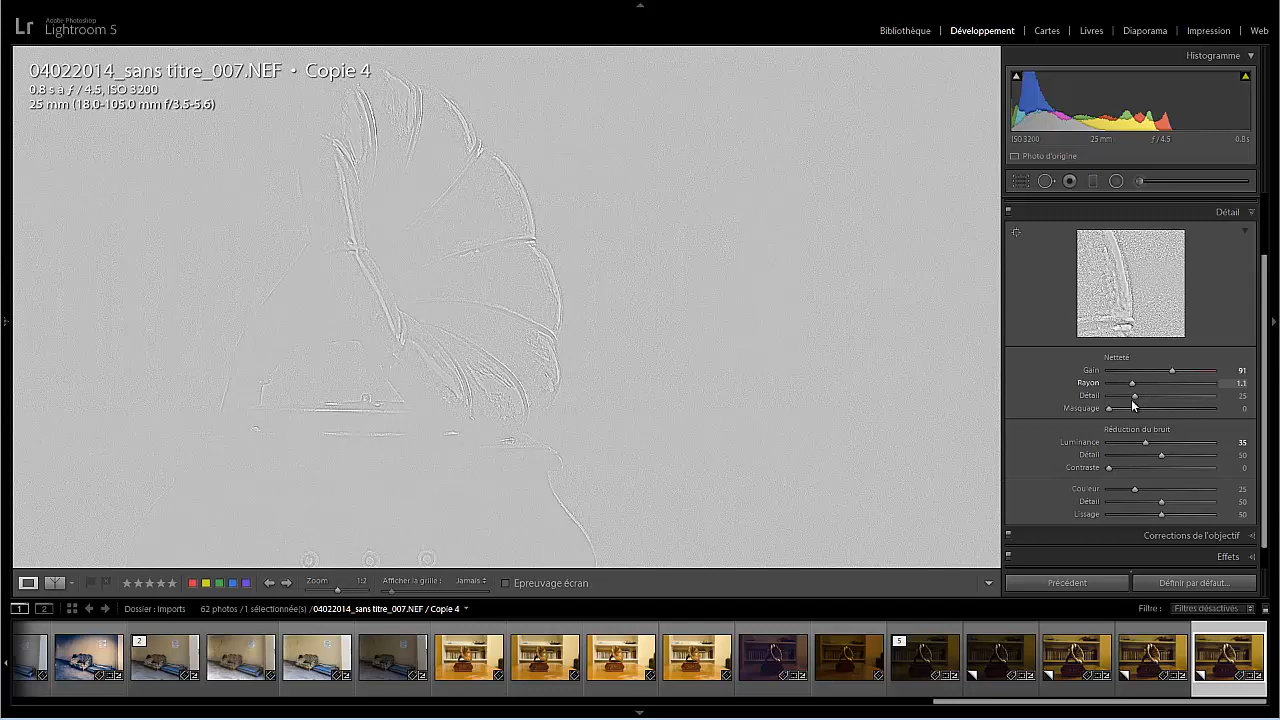 Lr
Adobe Photoshop
Lightroom 5
Bibliothèque | Développement | Cartes | Livres | Diaporama | Impression | Web
04022014_sans titre_007.NEF • Copie 4
0.8 s à ƒ / 4.5, ISO 3200
25 mm (18.0-105.0 mm f/3.5-5.6)
Histogramme
ISO 3200 25 mm ƒ / 4.5 0.8 s
Photo d'origine
Détail
Netteté
Gain 91
Rayon 1.1
Détail 25
Masquage 0
Réduction du bruit
Luminance 35
Détail 50
Contraste 0
Couleur 25
Détail 50
Lissage 50
Corrections de l'objectif
Effets
Zoom 1:2 Afficher la grille : Jamais Epreuvage écran
Précédent Définir par défaut...
1 2 Dossier : imports 62 photos /1 sélectionnée(s) /04022014_sans titre_007.NEF / Copie 4
Filtre : Filtres désactivés
2
5